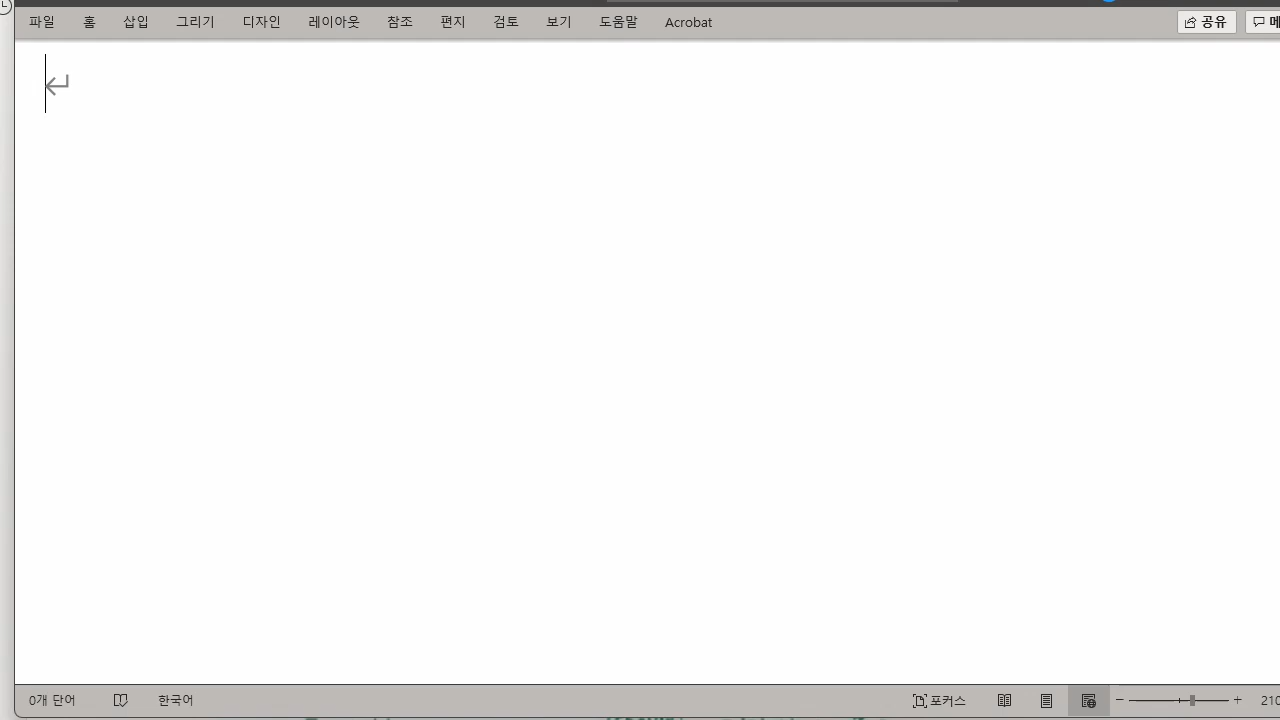 파일 홈 삽입 그리기 디자인 레이아웃 참조 편지 검토 보기 도움말 Acrobat 공유
0개 단어 한국어 포커스 210